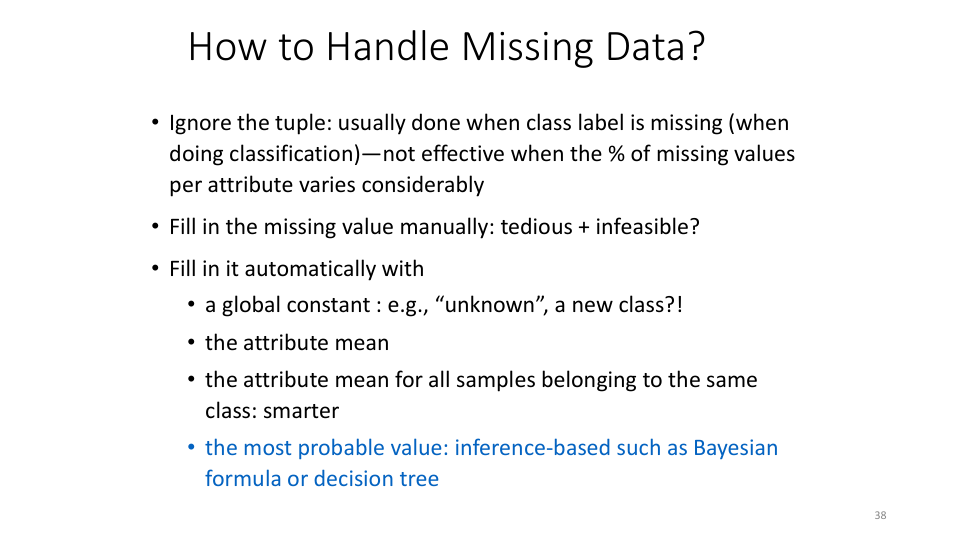 How to Handle Missing Data?
• Ignore the tuple: usually done when class label is missing (when
doing classification)—not effective when the % of missing values
per attribute varies considerably
• Fill in the missing value manually: tedious + infeasible?
• Fill in it automatically with
• a global constant : e.g., “unknown”, a new class?!
• the attribute mean
• the attribute mean for all samples belonging to the same
class: smarter
• the most probable value: inference-based such as Bayesian
formula or decision tree
38